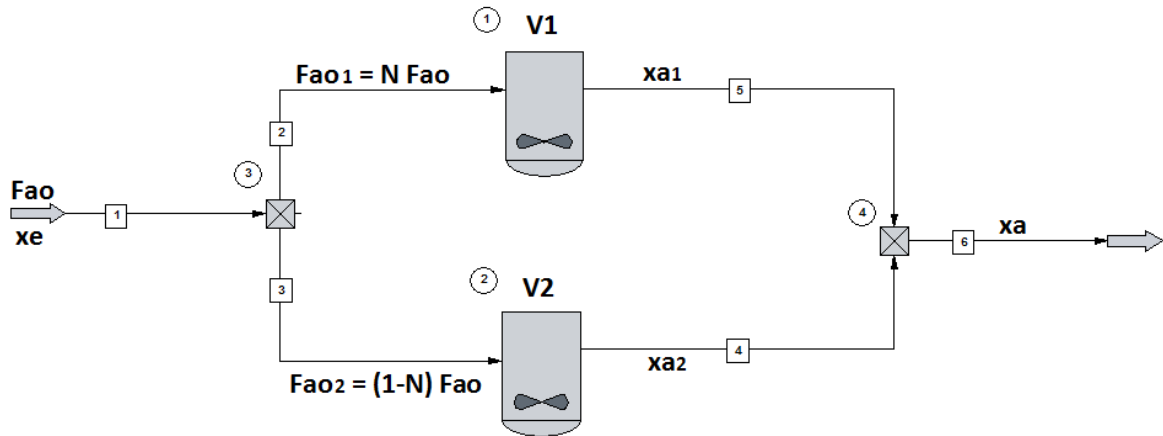 1
V1
Fao1 = N Fao
xa1
5
2
3
Fao
1
xe
4
xa
6
3
2
V2
xa2
4
Fao2 = (1-N) Fao